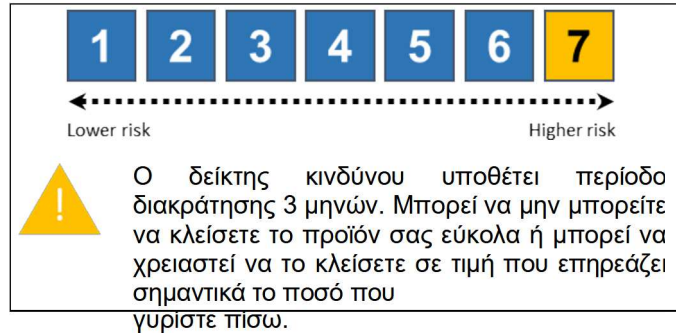 1 2 3 4 5 6 7
Lower risk Higher risk
!
Ο δείκτης κινδύνου υποθέτει περίοδο
διακράτησης 3 μηνών. Μπορεί να μην μπορείτε
να κλείσετε το προϊόν σας εύκολα ή μπορεί να
χρειαστεί να το κλείσετε σε τιμή που επηρεάζει
σημαντικά το ποσό που
γυρίστε πίσω.